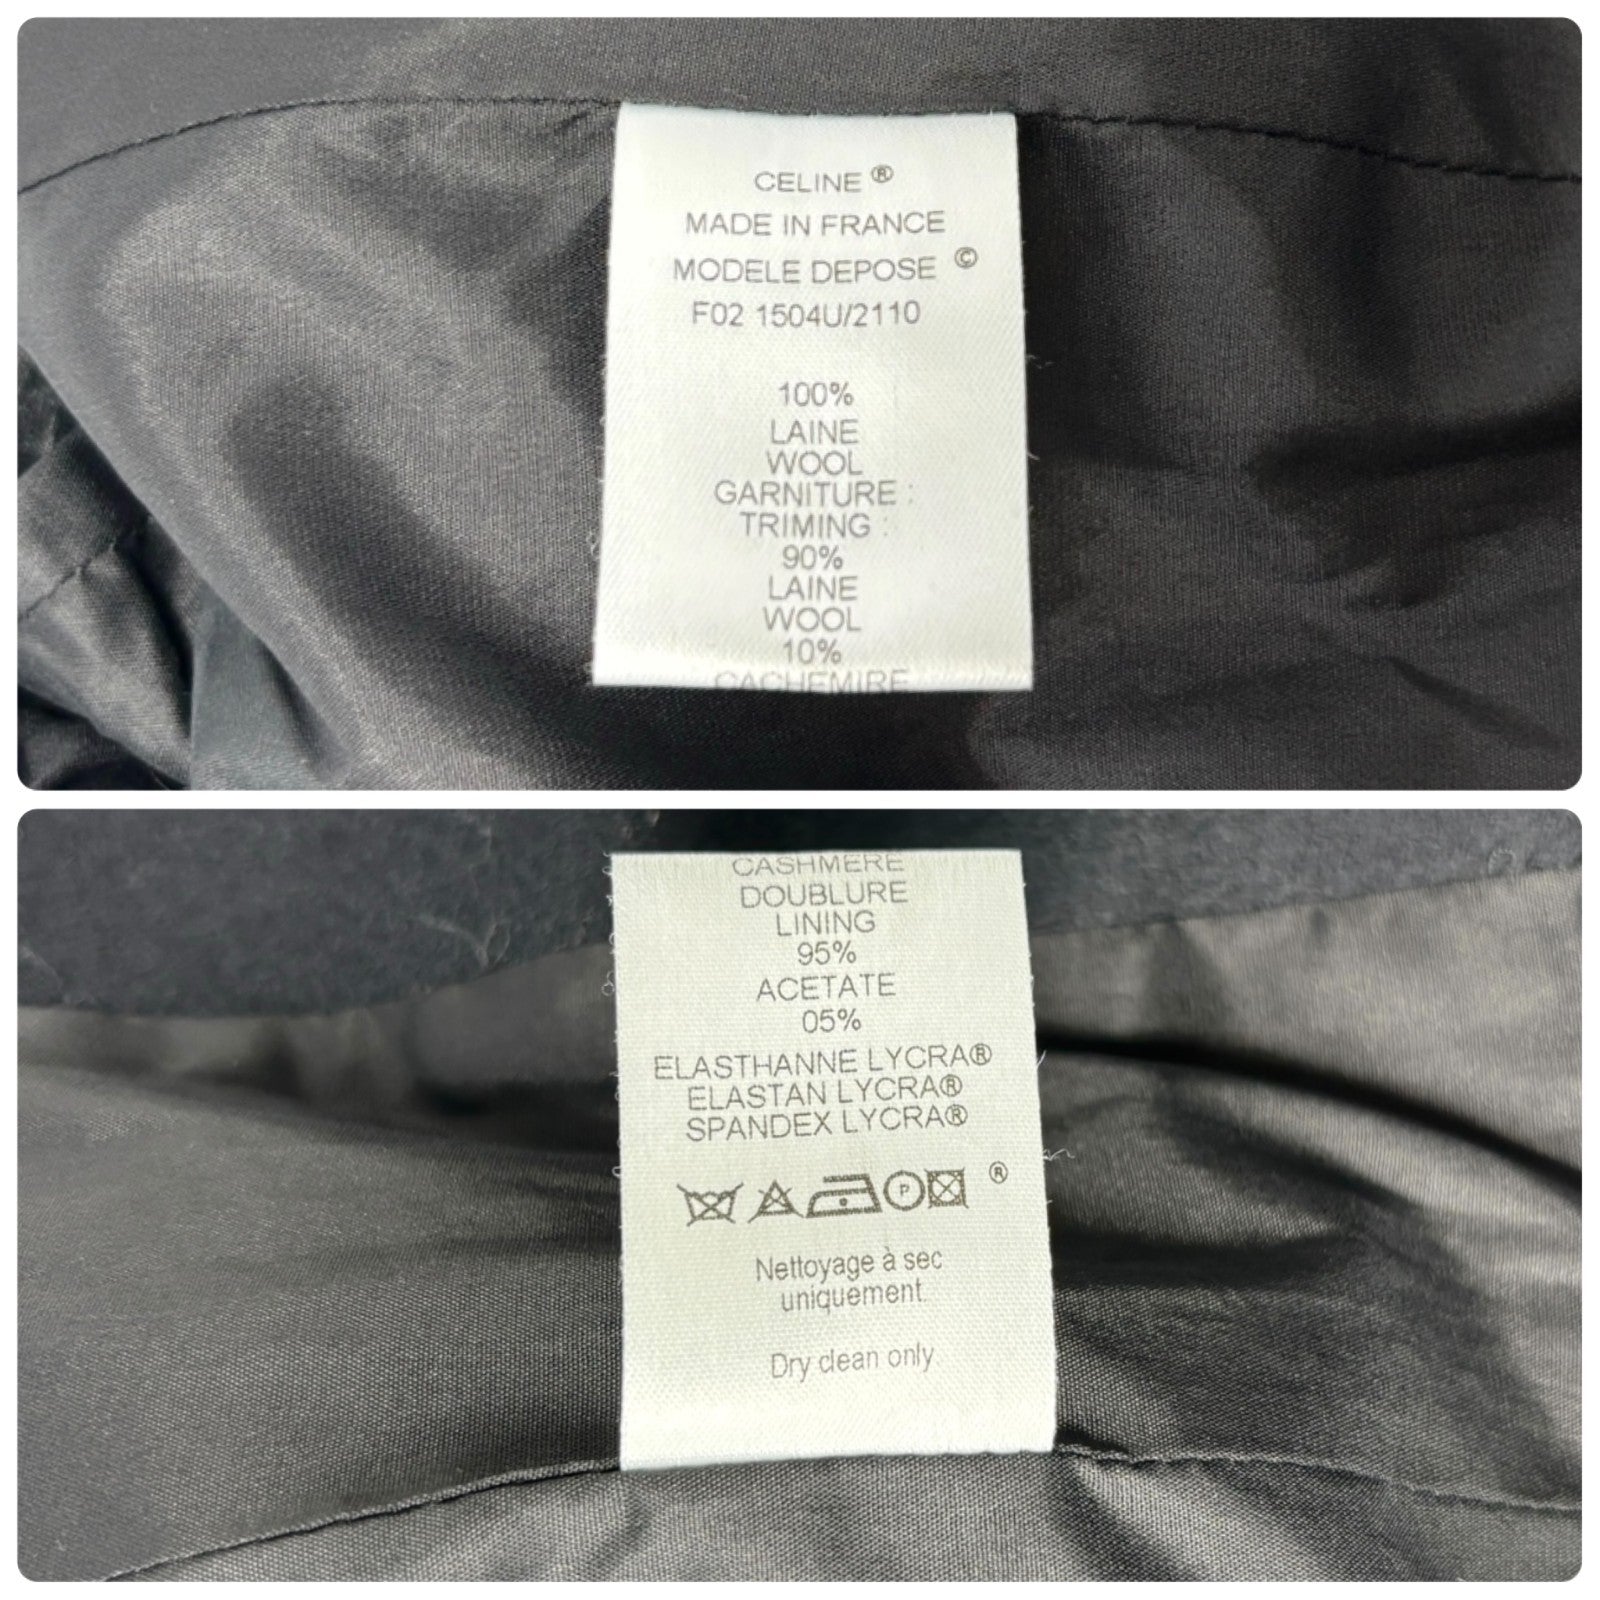 CELINE ®
MADE IN FRANCE
MODELE DEPOSE ©
F02 1504U/2110
100%
LAINE
WOOL
GARNITURE :
TRIMING :
90%
LAINE
WOOL
10%
CACHEMIRE
CASHMERE
DOUBLURE
LINING
95%
ACETATE
05%
ELASTHANNE LYCRA®
ELASTAN LYCRA®
SPANDEX LYCRA®
P ®
Nettoyage à sec
uniquement.
Dry clean only